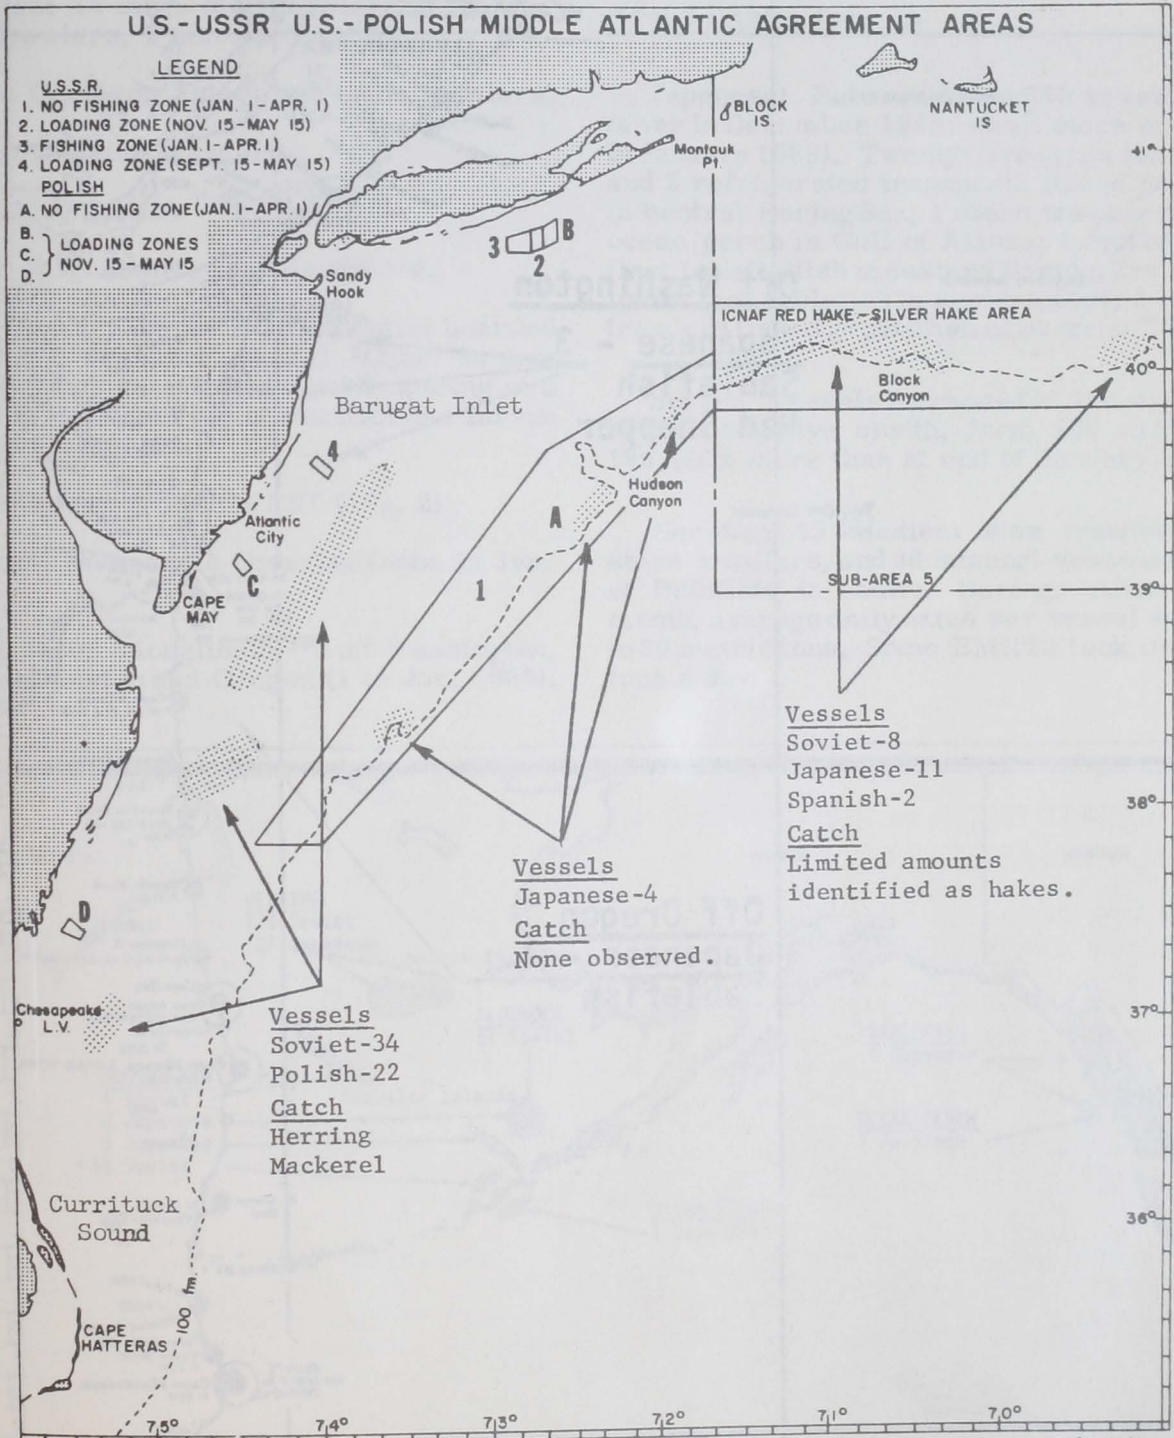 U.S.-USSR U.S.-POLISH MIDDLE ATLANTIC AGREEMENT AREAS
LEGEND
U.S.S.R.
1. NO FISHING ZONE (JAN. 1-APR. 1)
2. LOADING ZONE (NOV. 15-MAY 15)
3. FISHING ZONE (JAN. 1-APR. 1)
4. LOADING ZONE (SEPT. 15-MAY 15)
POLISH
A. NO FISHING ZONE (JAN. 1-APR. 1)
B.
C.
D.
LOADING ZONES
NOV. 15-MAY 15
BLOCK
IS
NANTUCKET
IS
Montauk
Pt.
41°
3
2
B
Sandy
Hook
ICNAF RED HAKE-SILVER HAKE AREA
40°
Block
Canyon
Barugat Inlet
4
Hudson
Canyon
Atlantic
City
A
C
1
CAPE
MAY
SUB-AREA 5
39°
Vessels
Soviet-8
Japanese-11
Spanish-2
Catch
Limited amounts
identified as hakes.
38°
Vessels
Japanese-4
Catch
None observed.
D
Chesapeake
L.V.
37°
Vessels
Soviet-34
Polish-22
Catch
Herring
Mackerel
Currituck
Sound
36°
100 fm.
CAPE
HATTERAS
75°
74°
73°
72°
71°
70°